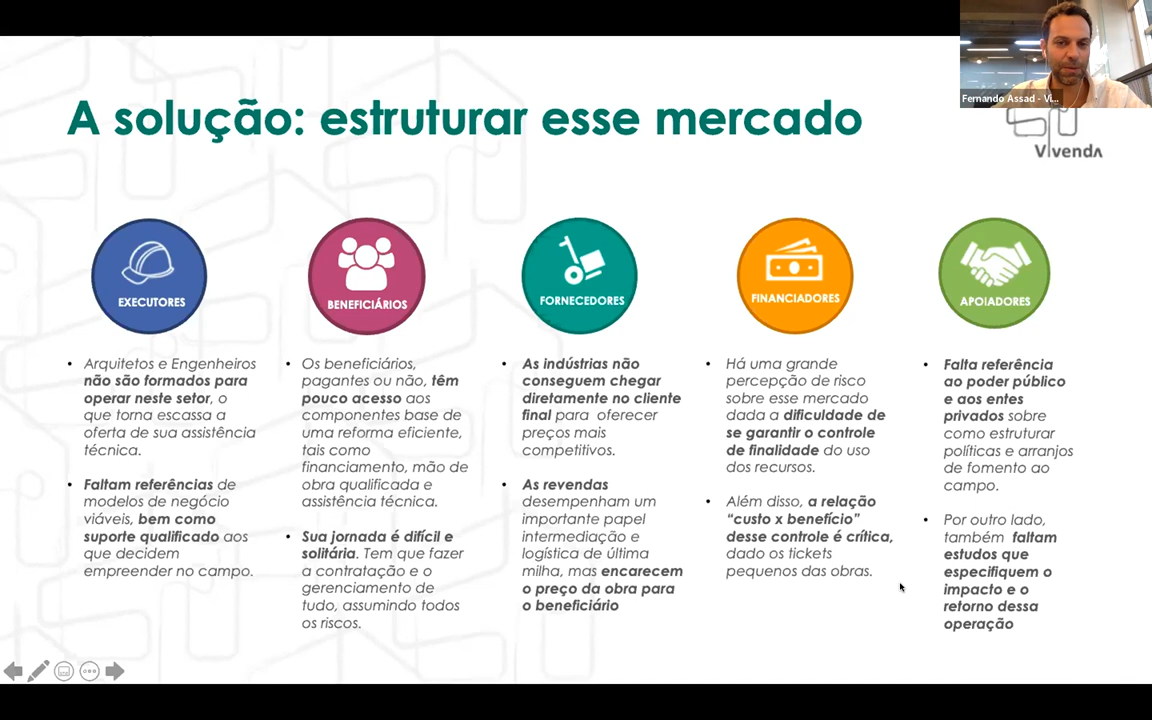 Fernando Assad - Vi...
A solução: estruturar esse mercado
Vivenda
EXECUTORES
BENEFICIÁRIOS
FORNECEDORES
FINANCIADORES
APOIADORES
• Arquitetos e Engenheiros
não são formados para
operar neste setor, o
que torna escassa a
oferta de sua assistência
técnica.
• Faltam referências de
modelos de negócio
viáveis, bem como
suporte qualificado aos
que decidem
empreender no campo.
• Os beneficiários,
pagantes ou não, têm
pouco acesso aos
componentes base de
uma reforma eficiente,
tais como
financiamento, mão de
obra qualificada e
assistência técnica.
• Sua jornada é difícil e
solitária. Tem que fazer
a contratação e o
gerenciamento de
tudo, assumindo todos
os riscos.
• As indústrias não
conseguem chegar
diretamente no cliente
final para oferecer
preços mais
competitivos.
• As revendas
desempenham um
importante papel
intermediação e
logística de última
milha, mas encarecem
o preço da obra para
o beneficiário
• Há uma grande
percepção de risco
sobre esse mercado
dada a dificuldade de
se garantir o controle
de finalidade do uso
dos recursos.
• Além disso, a relação
“custo x benefício”
desse controle é crítica,
dado os tickets
pequenos das obras.
• Falta referência
ao poder público
e aos entes
privados sobre
como estruturar
políticas e arranjos
de fomento ao
campo.
• Por outro lado,
também faltam
estudos que
especifiquem o
impacto e o
retorno dessa
operação